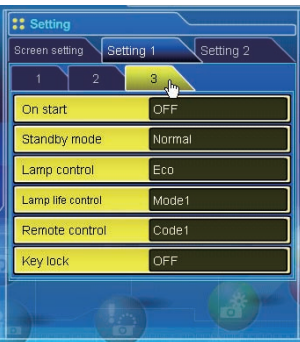 Setting
Screen setting Setting 1 Setting 2
1 2 3
On start OFF
Standby mode Normal
Lamp control Eco
Lamp life control Mode1
Remote control Code1
Key lock OFF